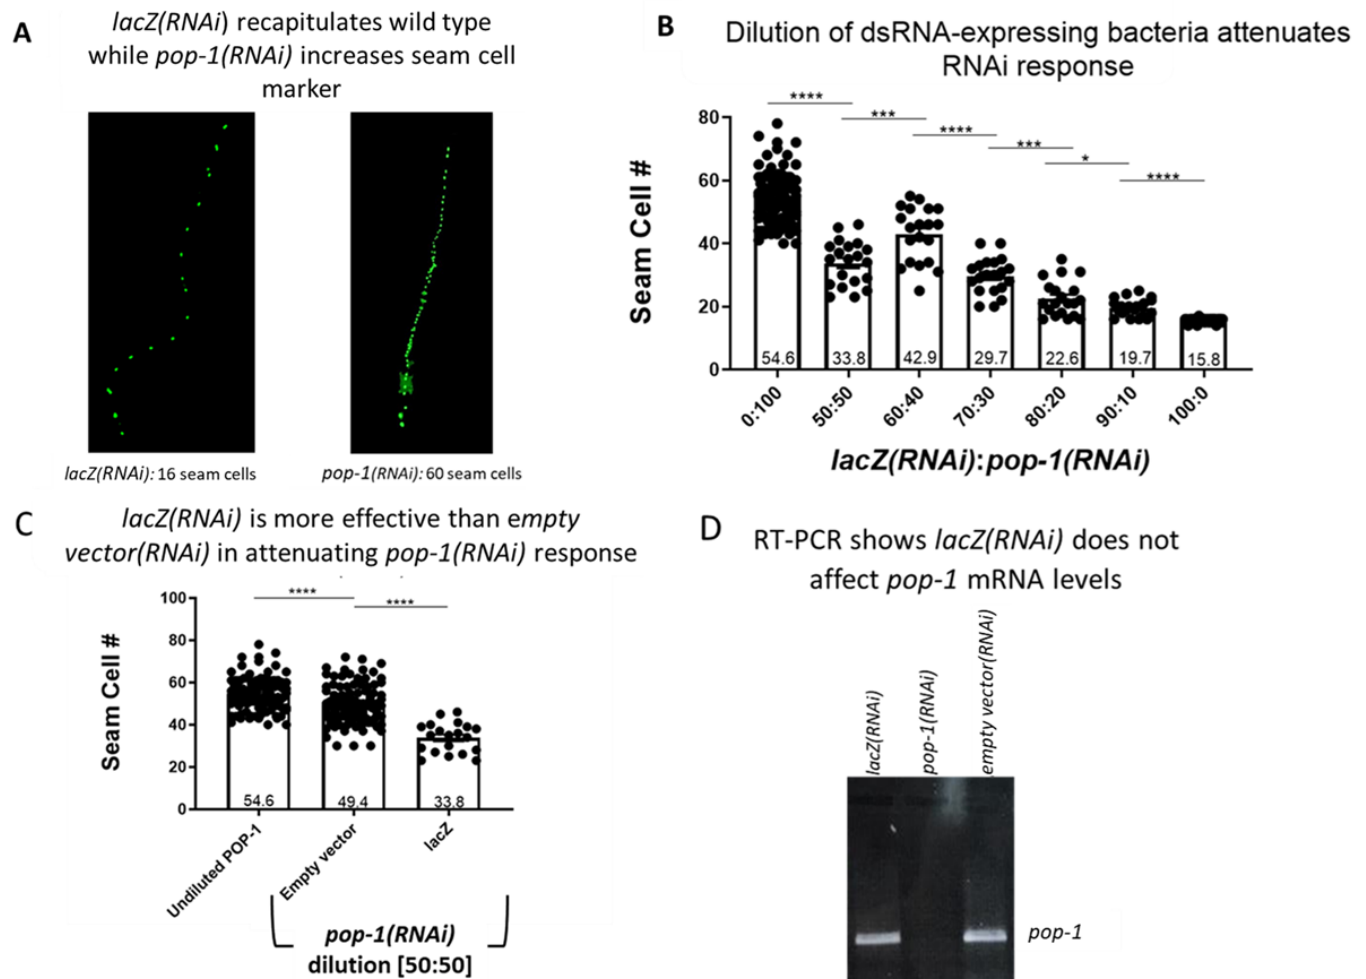 A
lacZ(RNAi) recapitulates wild type
while pop-1(RNAi) increases seam cell
marker
lacZ(RNAi): 16 seam cells
pop-1(RNAi): 60 seam cells
B
Dilution of dsRNA-expressing bacteria attenuates
RNAi response
****
***
****
***
*
****
Seam Cell #
80
60
40
20
0
54.6
33.8
42.9
29.7
22.6
19.7
15.8
0:100
50:50
60:40
70:30
80:20
90:10
100:0
lacZ(RNAi):pop-1(RNAi)
C
lacZ(RNAi) is more effective than empty
vector(RNAi) in attenuating pop-1(RNAi) response
****
****
Seam Cell #
100
80
60
40
20
0
54.6
49.4
33.8
Undiluted POP-1
Empty vector
lacZ
pop-1(RNAi)
dilution [50:50]
D
RT-PCR shows lacZ(RNAi) does not
affect pop-1 mRNA levels
lacZ(RNAi)
pop-1(RNAi)
empty vector(RNAi)
pop-1